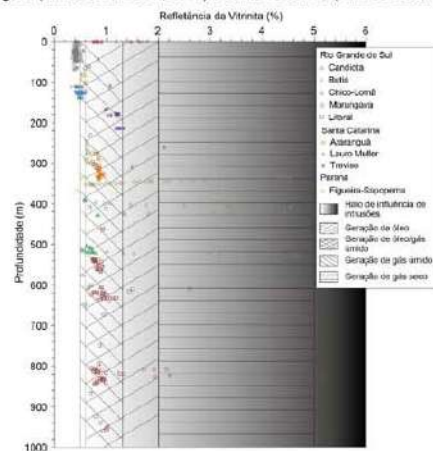 Refletância da Vitrinita (%)
0 1 2 3 4 5 6
Profundidade (m)
0
100
200
300
400
500
600
700
800
900
1000
Rio Grande do Sul
Candiota
Chico-Lomã
Morungava
Litoral
Santa Catarina
Araranguá
Lauro Muller
Treviso
Paraná
Figueira-Sapopema
Halo de influência de
intrusões
Geração de óleo
Geração de óleo/gás
úmido
Geração de gás úmido
Geração de gás seco